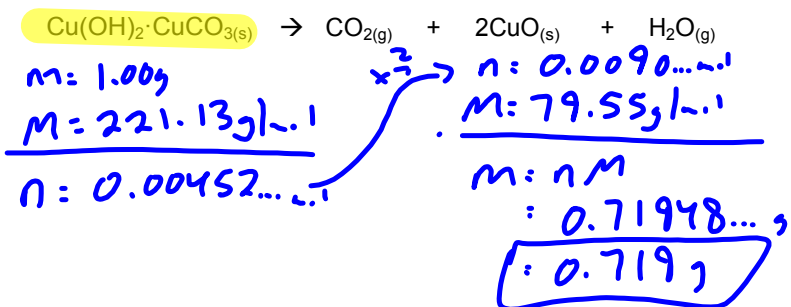 Cu(OH)₂·CuCO₃(s) → CO₂(g) + 2CuO(s) + H₂O(g)
m: 1.00g
M = 221.13g/mol
n: 0.00452... mol
×2
n: 0.0090... mol
M: 79.55g/mol
m: nM
: 0.71948... g
: 0.719g